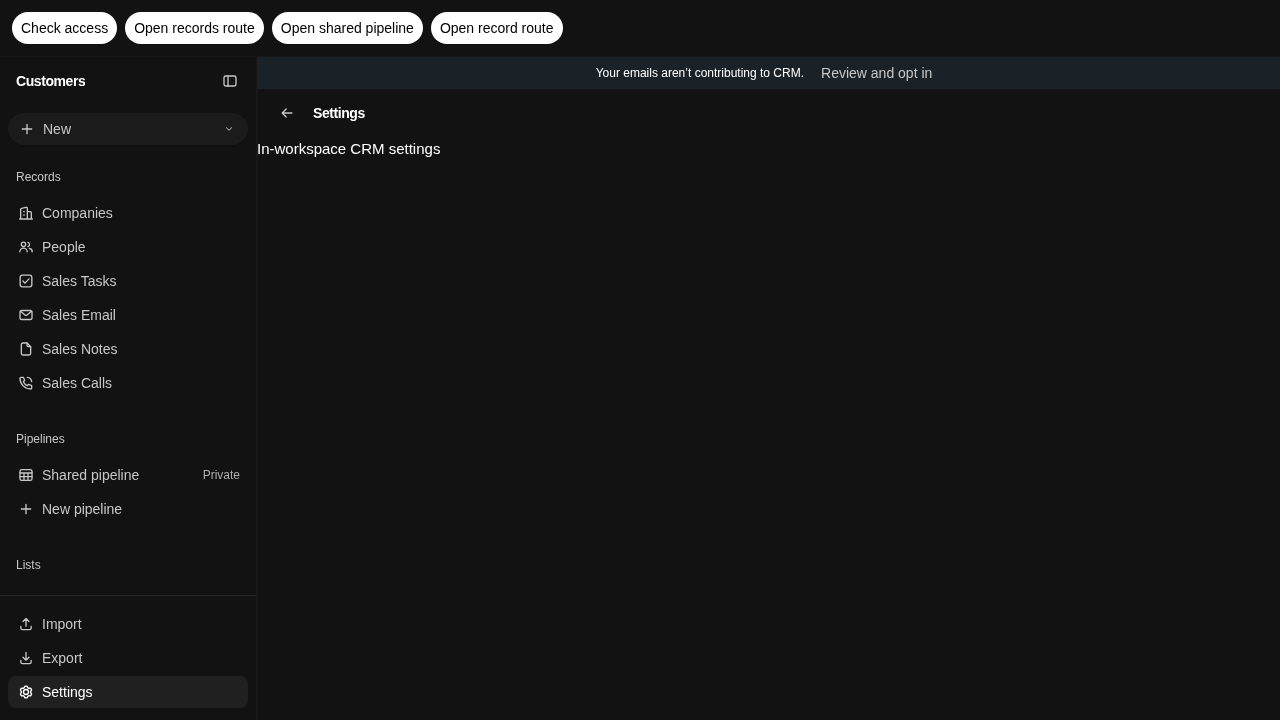 Check access
Open records route
Open shared pipeline
Open record route
Customers
New
Records
Companies
People
Sales Tasks
Sales Email
Sales Notes
Sales Calls
Pipelines
Shared pipeline Private
New pipeline
Lists
Import
Export
Settings
Your emails aren't contributing to CRM. Review and opt in
Settings
In-workspace CRM settings